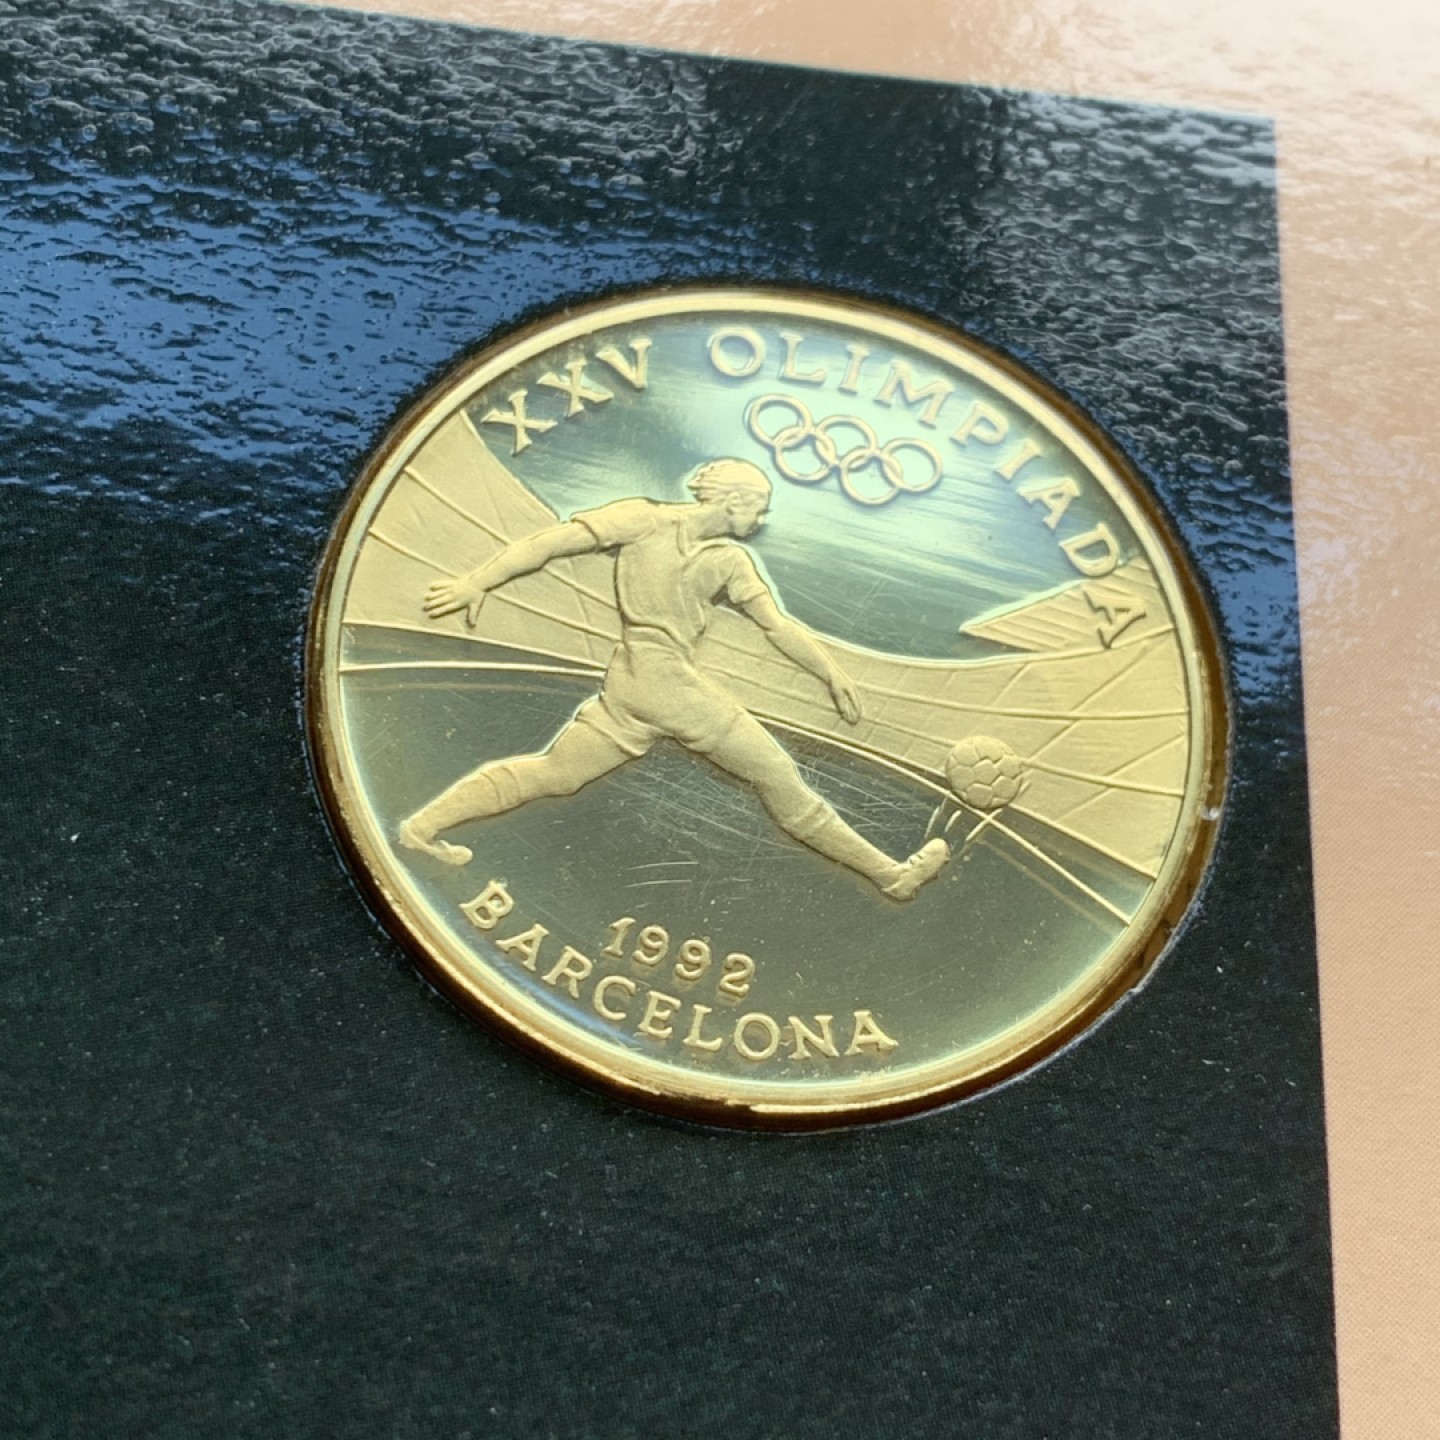 XXV OLIMPIADA
1992
BARCELONA